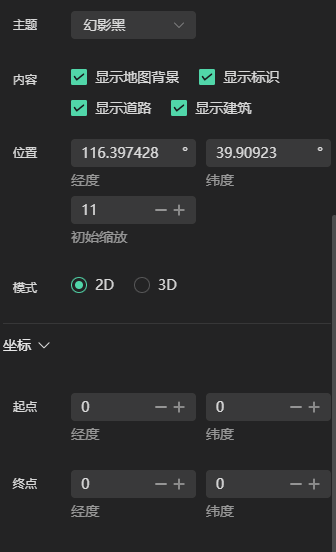 主题 幻影黑
内容 显示地图背景 显示标识
显示道路 显示建筑
位置 116.397428 ° 39.90923 °
经度 纬度
11
初始缩放
模式 2D 3D
坐标
起点 0 0
经度 纬度
终点 0 0
经度 纬度